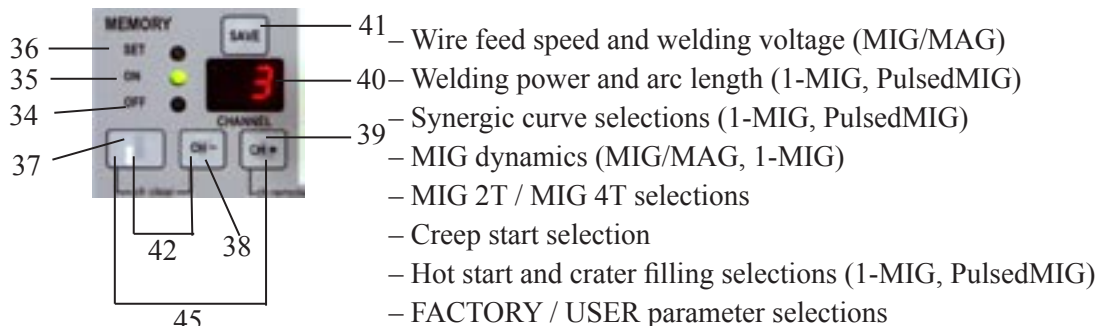 MEMORY
SET
ON
OFF
SAVE
3
CHANNEL
CH –
CH +
36
35
34
37
42
38
45
41
40
39
– Wire feed speed and welding voltage (MIG/MAG)
– Welding power and arc length (1-MIG, PulsedMIG)
– Synergic curve selections (1-MIG, PulsedMIG)
– MIG dynamics (MIG/MAG, 1-MIG)
– MIG 2T / MIG 4T selections
– Creep start selection
– Hot start and crater filling selections (1-MIG, PulsedMIG)
– FACTORY / USER parameter selections